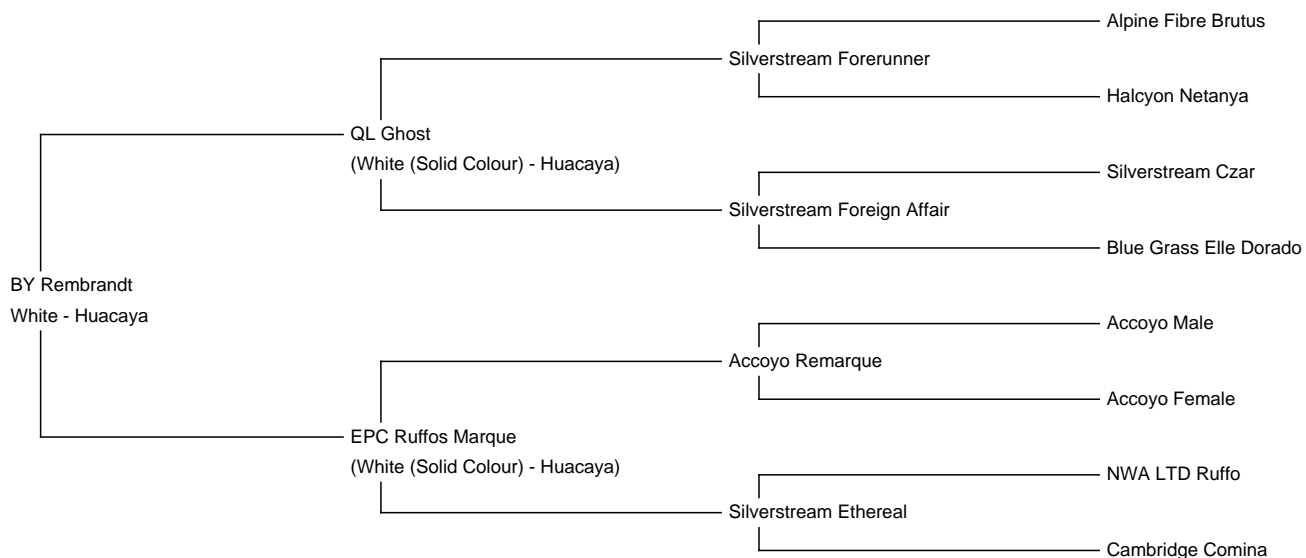 Alpine Fibre Brutus
Silverstream Forerunner
Halcyon Netanya
QL Ghost
(White (Solid Colour) - Huacaya)
Silverstream Czar
Silverstream Foreign Affair
Blue Grass Elle Dorado
BY Rembrandt
White - Huacaya
Accoyo Male
Accoyo Remarque
Accoyo Female
EPC Ruffos Marque
(White (Solid Colour) - Huacaya)
NWA LTD Ruffo
Silverstream Ethereal
Cambridge Comina